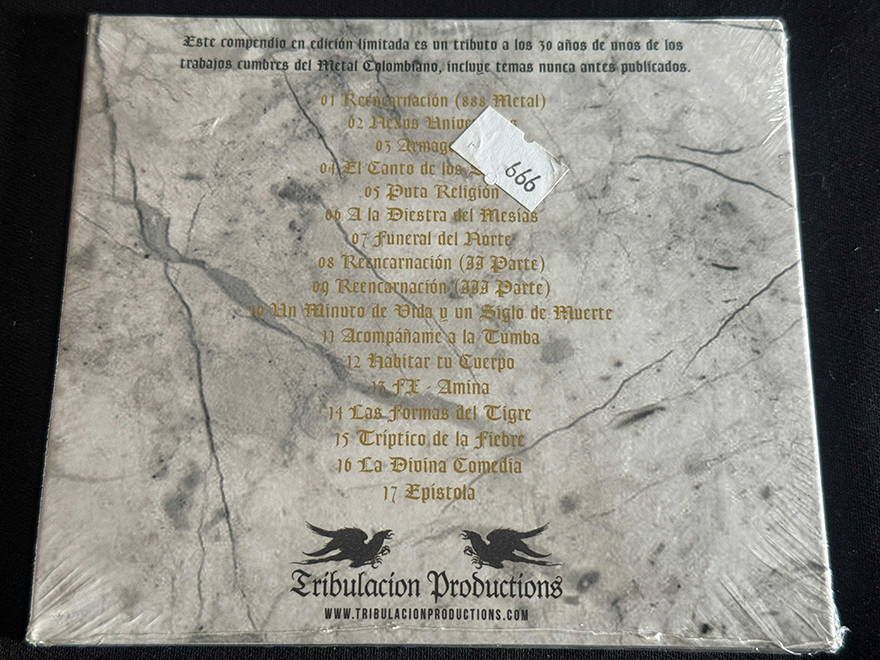 Este compendio en edición limitada es un tributo a los 30 años de unos de los
trabajos cumbres del Metal Colombiano, incluye temas nunca antes publicados.
01 Reencarnación (888 Metal)
02 Nexus
03
04 El Canto de los
05 Puta Religión
06 A la Diestra del Mesías
07 Funeral del Norte
08 Reencarnación (II Parte)
09 Reencarnación (III Parte)
10 Un Minuto de Vida y un Siglo de Muerte
11 Acompáñame a la Tumba
12 Habitar tu Cuerpo
13 FE - Amina
14 Las Formas del Tigre
15 Tríptico de la Fiebre
16 La Divina Comedia
17 Epístola
666
Tribulacion Productions
WWW.TRIBULACIONPRODUCTIONS.COM